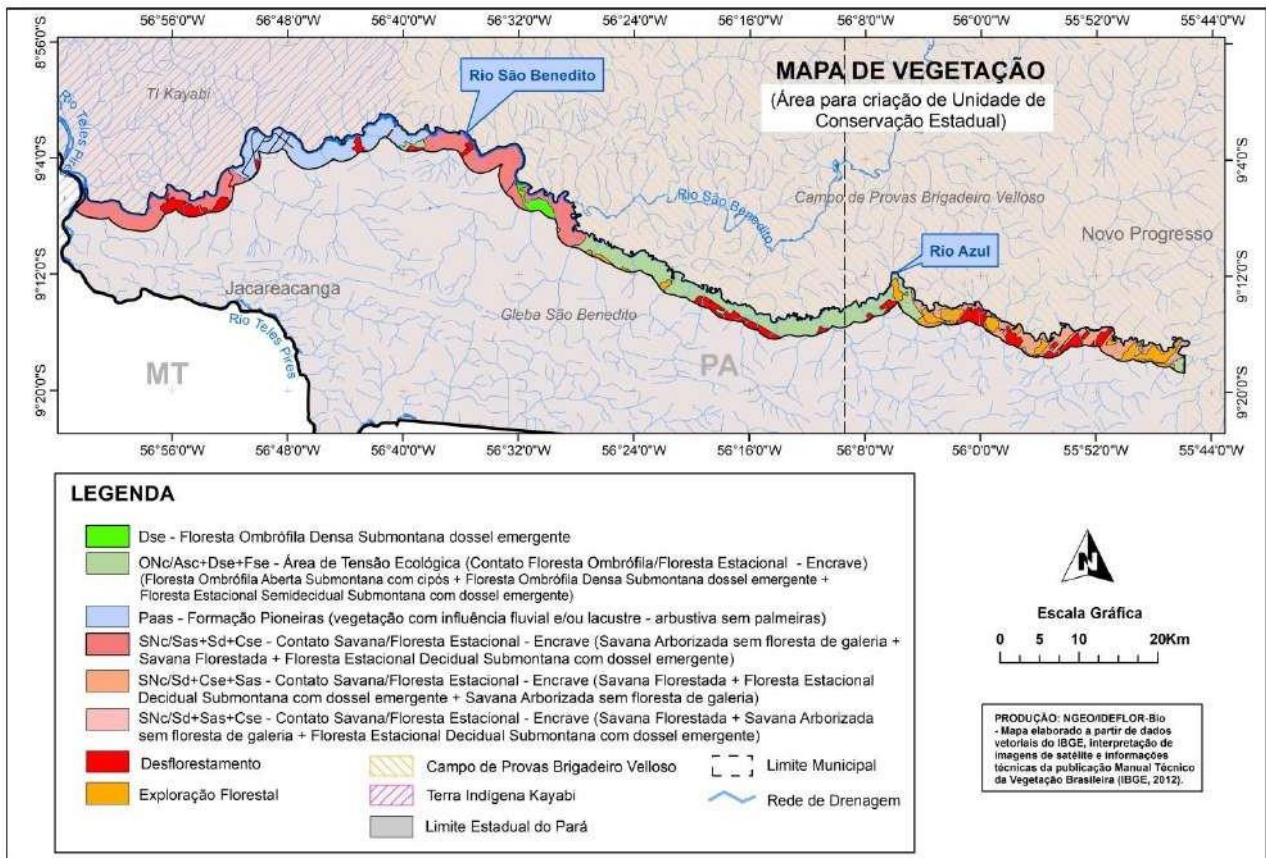 56°56'0"W 56°48'0"W 56°40'0"W 56°32'0"W 56°24'0"W 56°16'0"W 56°8'0"W 56°0'0"W 55°52'0"W 55°44'0"W
8°56'0"S
MAPA DE VEGETAÇÃO
(Área para criação de Unidade de
Conservação Estadual)
Rio São Benedito
TI Kayabi
Rio Teles Pires
9°4'0"S
9°4'0"S
Rio São Benedito
Campo de Provas Brigadeiro Velloso
Novo Progresso
Rio Azul
9°12'0"S
9°12'0"S
Jacareacanga
Gleba São Benedito
Rio Teles Pires
MT
PA
9°20'0"S
9°20'0"S
56°56'0"W 56°48'0"W 56°40'0"W 56°32'0"W 56°24'0"W 56°16'0"W 56°8'0"W 56°0'0"W 55°52'0"W 55°44'0"W
LEGENDA
Dse - Floresta Ombrófila Densa Submontana dossel emergente
ONc/Asc+Dse+Fse - Área de Tensão Ecológica (Contato Floresta Ombrófila/Floresta Estacional - Encrave)
(Floresta Ombrófila Aberta Submontana com cipós + Floresta Ombrófila Densa Submontana dossel emergente +
Floresta Estacional Semidecidual Submontana com dossel emergente)
Paas - Formação Pioneiras (vegetação com influência fluvial e/ou lacustre - arbustiva sem palmeiras)
SNc/Sas+Sd+Cse - Contato Savana/Floresta Estacional - Encrave (Savana Arborizada sem floresta de galeria +
Savana Florestada + Floresta Estacional Decidual Submontana com dossel emergente)
SNc/Sd+Cse+Sas - Contato Savana/Floresta Estacional - Encrave (Savana Florestada + Floresta Estacional
Decidual Submontana com dossel emergente + Savana Arborizada sem floresta de galeria)
SNc/Sd+Sas+Cse - Contato Savana/Floresta Estacional - Encrave (Savana Florestada + Savana Arborizada
sem floresta de galeria + Floresta Estacional Decidual Submontana com dossel emergente)
Desflorestamento
Exploração Florestal
Campo de Provas Brigadeiro Velloso
Terra Indígena Kayabi
Limite Estadual do Pará
Limite Municipal
Rede de Drenagem
N
Escala Gráfica
0 5 10 20Km
PRODUÇÃO: NGEO/IDEFLOR-Bio
- Mapa elaborado a partir de dados
vetoriais do IBGE, interpretação de
imagens de satélite e informações
técnicas da publicação Manual Técnico
da Vegetação Brasileira (IBGE, 2012).